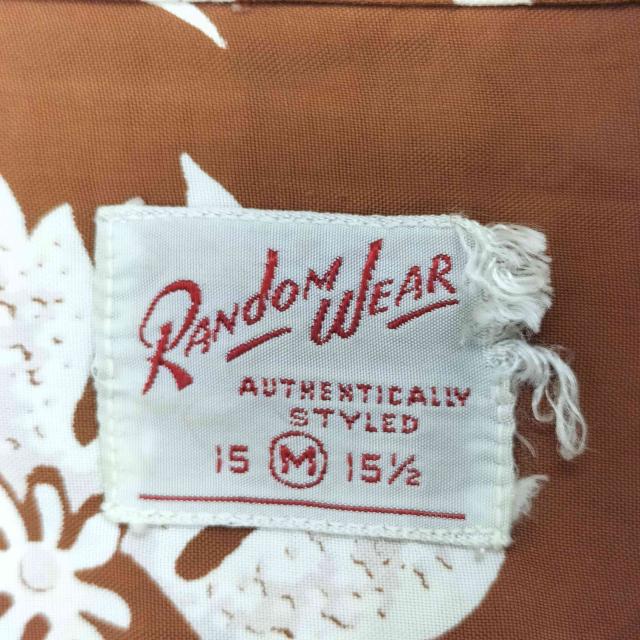 RANDOM WEAR
AUTHENTICALLY
STYLED
15 M 15½